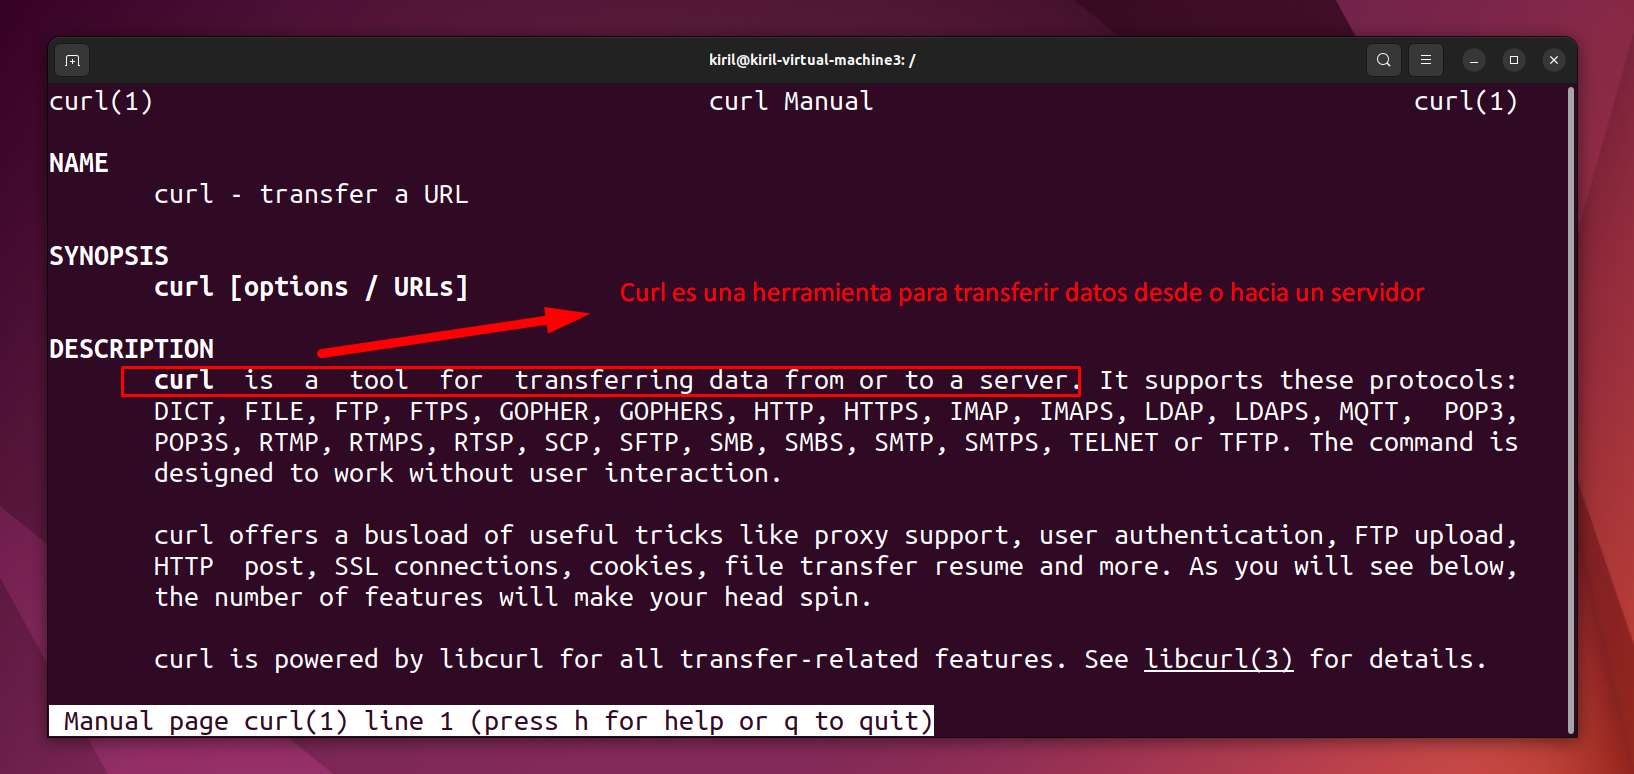 kiril@kiril-virtual-machine3: /
curl(1) curl Manual curl(1)
NAME
curl - transfer a URL
SYNOPSIS
curl [options / URLs]
Curl es una herramienta para transferir datos desde o hacia un servidor
DESCRIPTION
curl is a tool for transferring data from or to a server. It supports these protocols:
DICT, FILE, FTP, FTPS, GOPHER, GOPHERS, HTTP, HTTPS, IMAP, IMAPS, LDAP, LDAPS, MQTT, POP3,
POP3S, RTMP, RTMPS, RTSP, SCP, SFTP, SMB, SMBS, SMTP, SMTPS, TELNET or TFTP. The command is
designed to work without user interaction.
curl offers a busload of useful tricks like proxy support, user authentication, FTP upload,
HTTP post, SSL connections, cookies, file transfer resume and more. As you will see below,
the number of features will make your head spin.
curl is powered by libcurl for all transfer-related features. See libcurl(3) for details.
Manual page curl(1) line 1 (press h for help or q to quit)